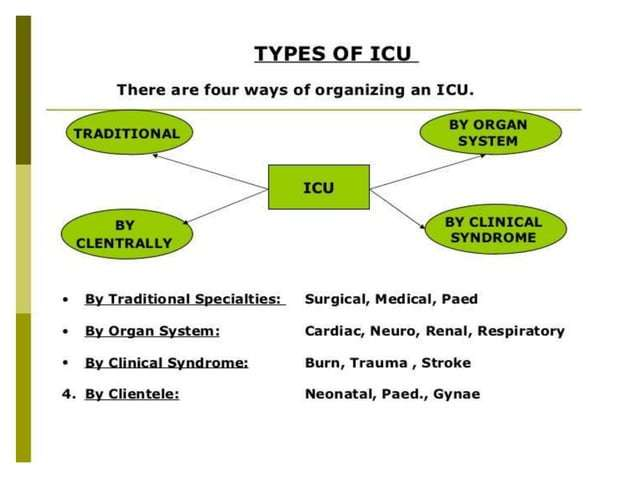 TYPES OF ICU
There are four ways of organizing an ICU.
TRADITIONAL
BY ORGAN
SYSTEM
ICU
BY
CLENTRALLY
BY CLINICAL
SYNDROME
• By Traditional Specialties: Surgical, Medical, Paed
• By Organ System: Cardiac, Neuro, Renal, Respiratory
• By Clinical Syndrome: Burn, Trauma , Stroke
4. By Clientele: Neonatal, Paed., Gynae